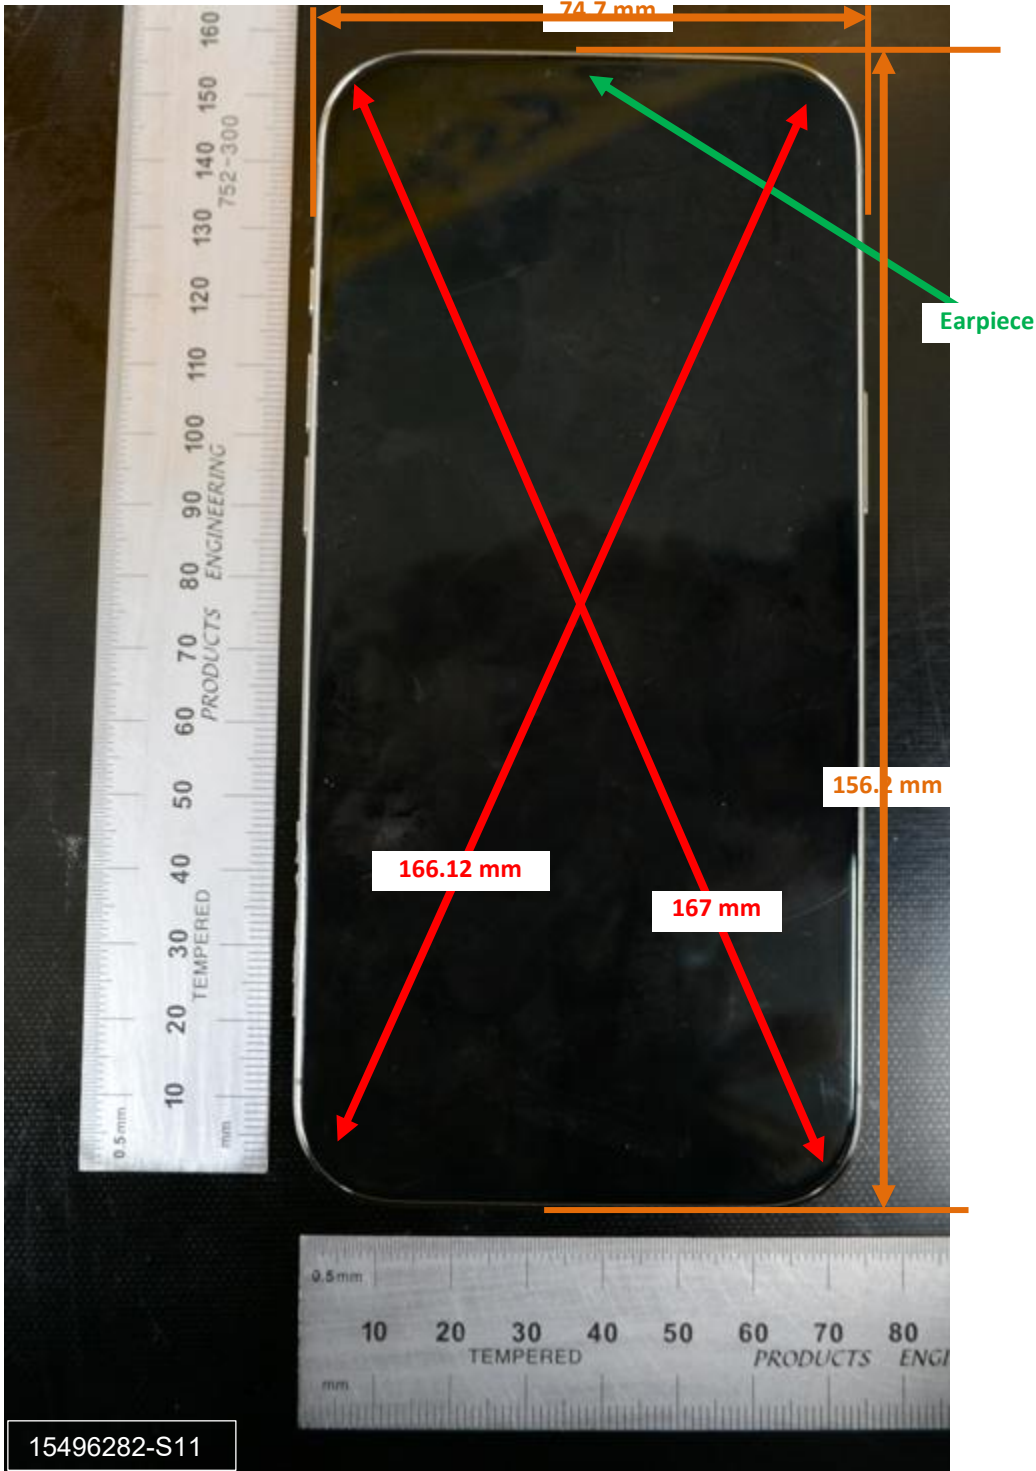 74.7 mm
Earpiece
156.2 mm
166.12 mm
167 mm
160
150
140
130
120
110
100
90
80
70
60
50
40
30
20
10
752-300
PRODUCTS ENGINEERING
TEMPERED
0.5mm
mm
0.5mm
10 20 30 40 50 60 70 80
TEMPERED PRODUCTS ENGI
mm
15496282-S11